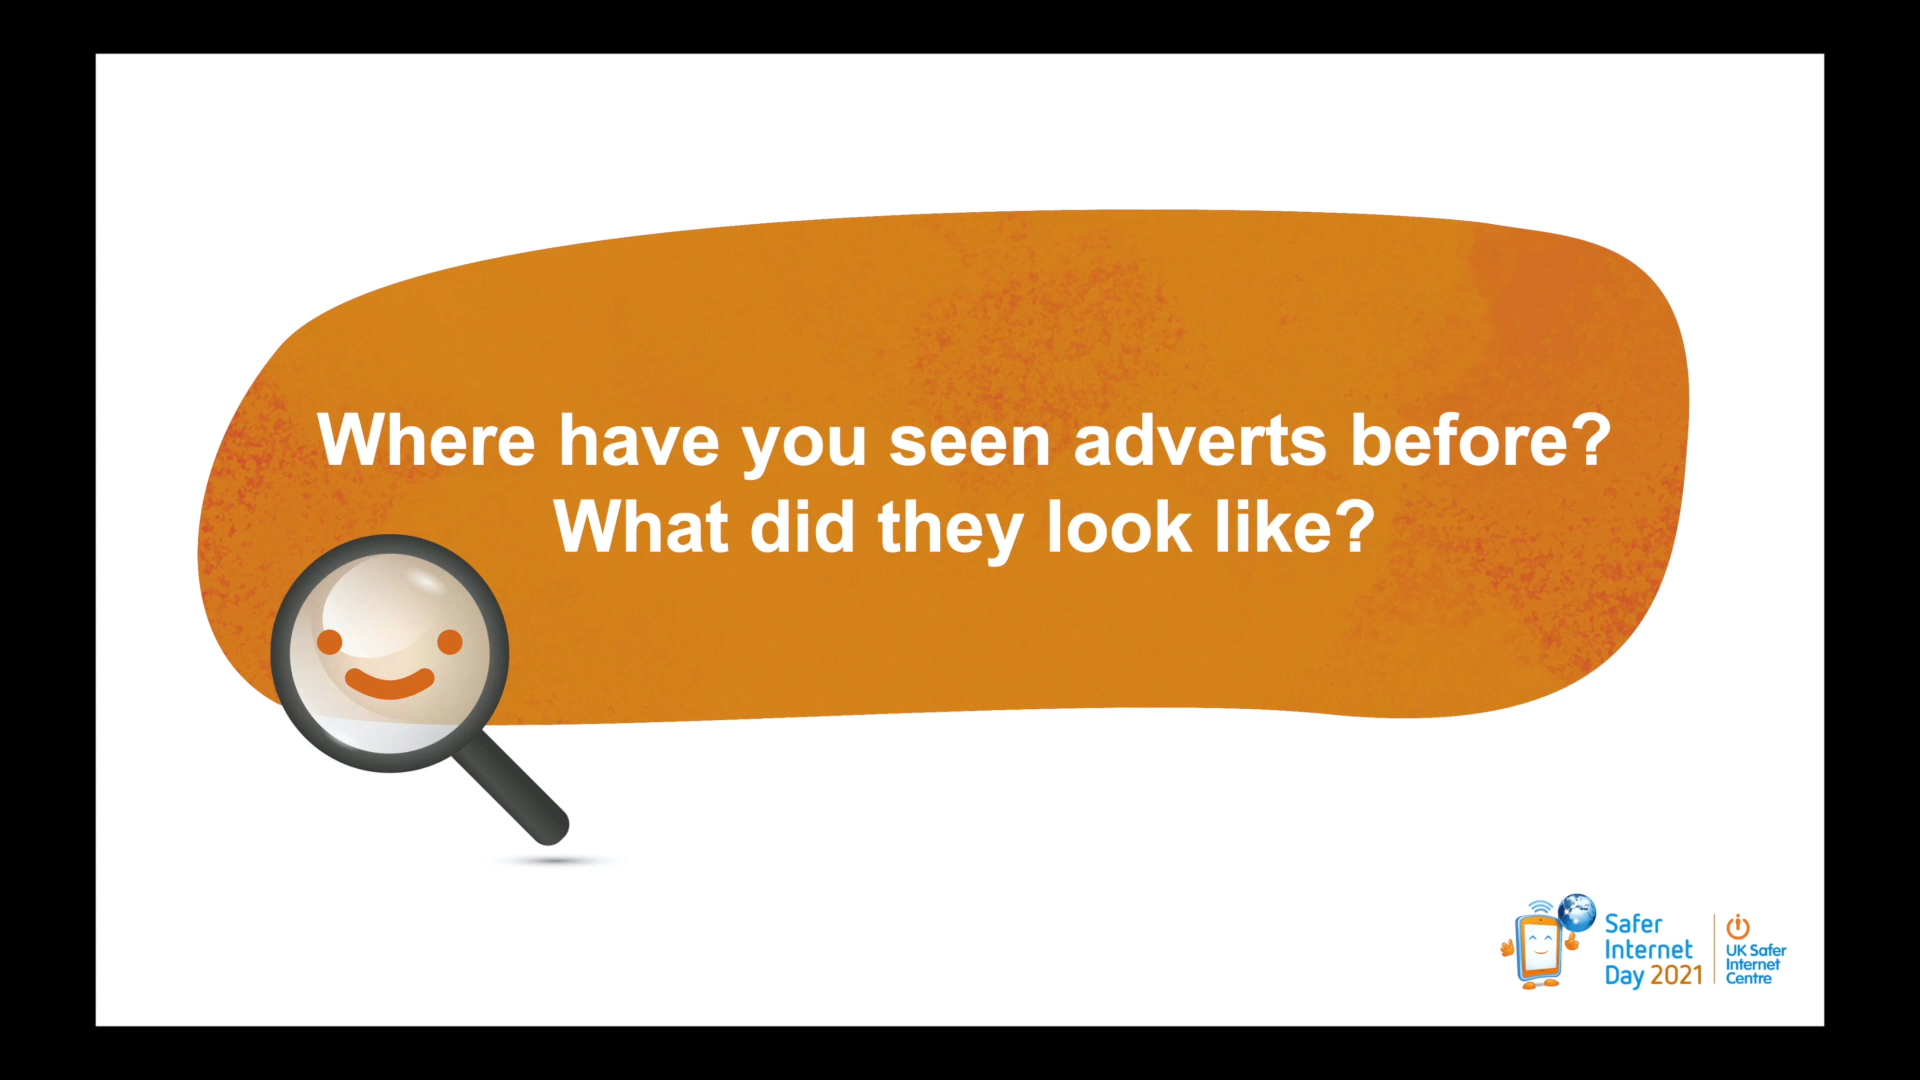 Where have you seen adverts before?
What did they look like?
Safer
Internet
Day 2021
UK Safer
Internet
Centre